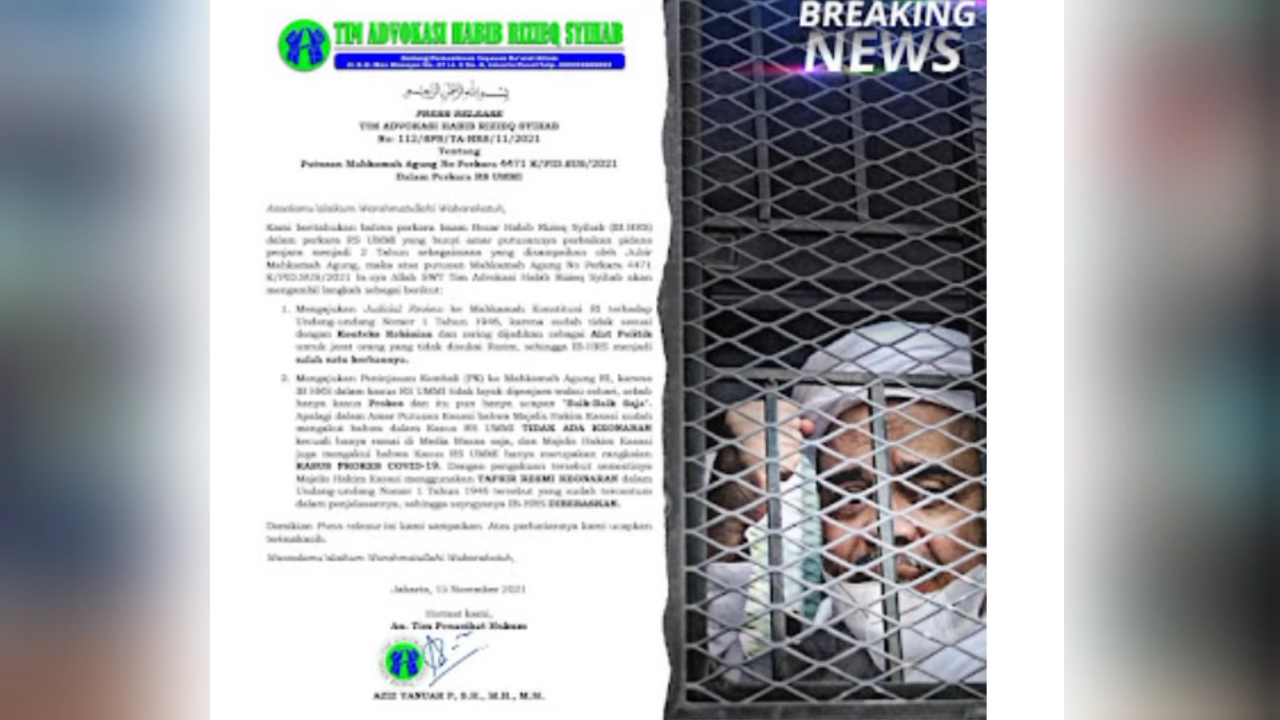 TIM ADVOKASI HABIB RIZIEQ SYIHAB
PRESS RELEASE
TIM ADVOKASI HABIB RIZIEQ SYIHAB
No: 112/SPR/TA-HRS/11/2021
Tentang
Putusan Mahkamah Agung No Perkara 4471 K/PID.SUS/2021
Dalam Perkara RS UMMI
Assalamu'alaikum Warahmatullahi Wabarakatuh,
Kami beritahukan bahwa perkara Imam Besar Habib Rizieq Syihab (IB-HRS)
dalam perkara RS UMMI yang bunyi amar putusannya perbaikan pidana
penjara menjadi 2 Tahun sebagaimana yang disampaikan oleh Jubir
Mahkamah Agung, maka atas putusan Mahkamah Agung No Perkara 4471
K/PID.SUS/2021 In sya Allah SWT Tim Advokasi Habib Rizieq Syihab akan
mengambil langkah sebagai berikut:
1. Mengajukan Judicial Review ke Mahkamah Konstitusi RI terhadap
Undang-undang Nomor 1 Tahun 1946, karena sudah tidak sesuai
dengan Konteks Kekinian dan sering dijadikan sebagai Alat Politik
untuk jerat orang yang tidak disukai Rezim, sehingga IB-HRS menjadi
salah satu korbannya.
2. Mengajukan Peninjauan Kembali (PK) ke Mahkamah Agung RI, karena
IB-HRS dalam kasus RS UMMI tidak layak dipenjara walau sehari, sebab
hanya kasus Prokes dan itu pun hanya ucapan "Baik-Baik Saja".
Apalagi dalam Amar Putusan Kasasi bahwa Majelis Hakim Kasasi sudah
mengakui bahwa dalam Kasus RS UMMI TIDAK ADA KEONARAN
kecuali hanya ramai di Media Massa saja, dan Majelis Hakim Kasasi
juga mengakui bahwa Kasus RS UMMI hanya merupakan rangkaian
KASUS PROKES COVID-19. Dengan pengakuan tersebut semestinya
Majelis Hakim Kasasi menggunakan TAFSIR RESMI KEONARAN dalam
Undang-undang Nomor 1 Tahun 1946 tersebut yang sudah tercantum
dalam penjelasannya, sehingga IB-HRS DIBEBASKAN.
Demikian Press release ini kami sampaikan. Atas perhatiannya kami ucapkan
terimakasih.
Wassalamu'alaikum Warahmatullahi Wabarakatuh,
Jakarta, 15 November 2021
Hormat kami,
An. Tim Penasihat Hukum
AZIZ YANUAR P, S.H., M.H., M.M.
BREAKING
NEWS